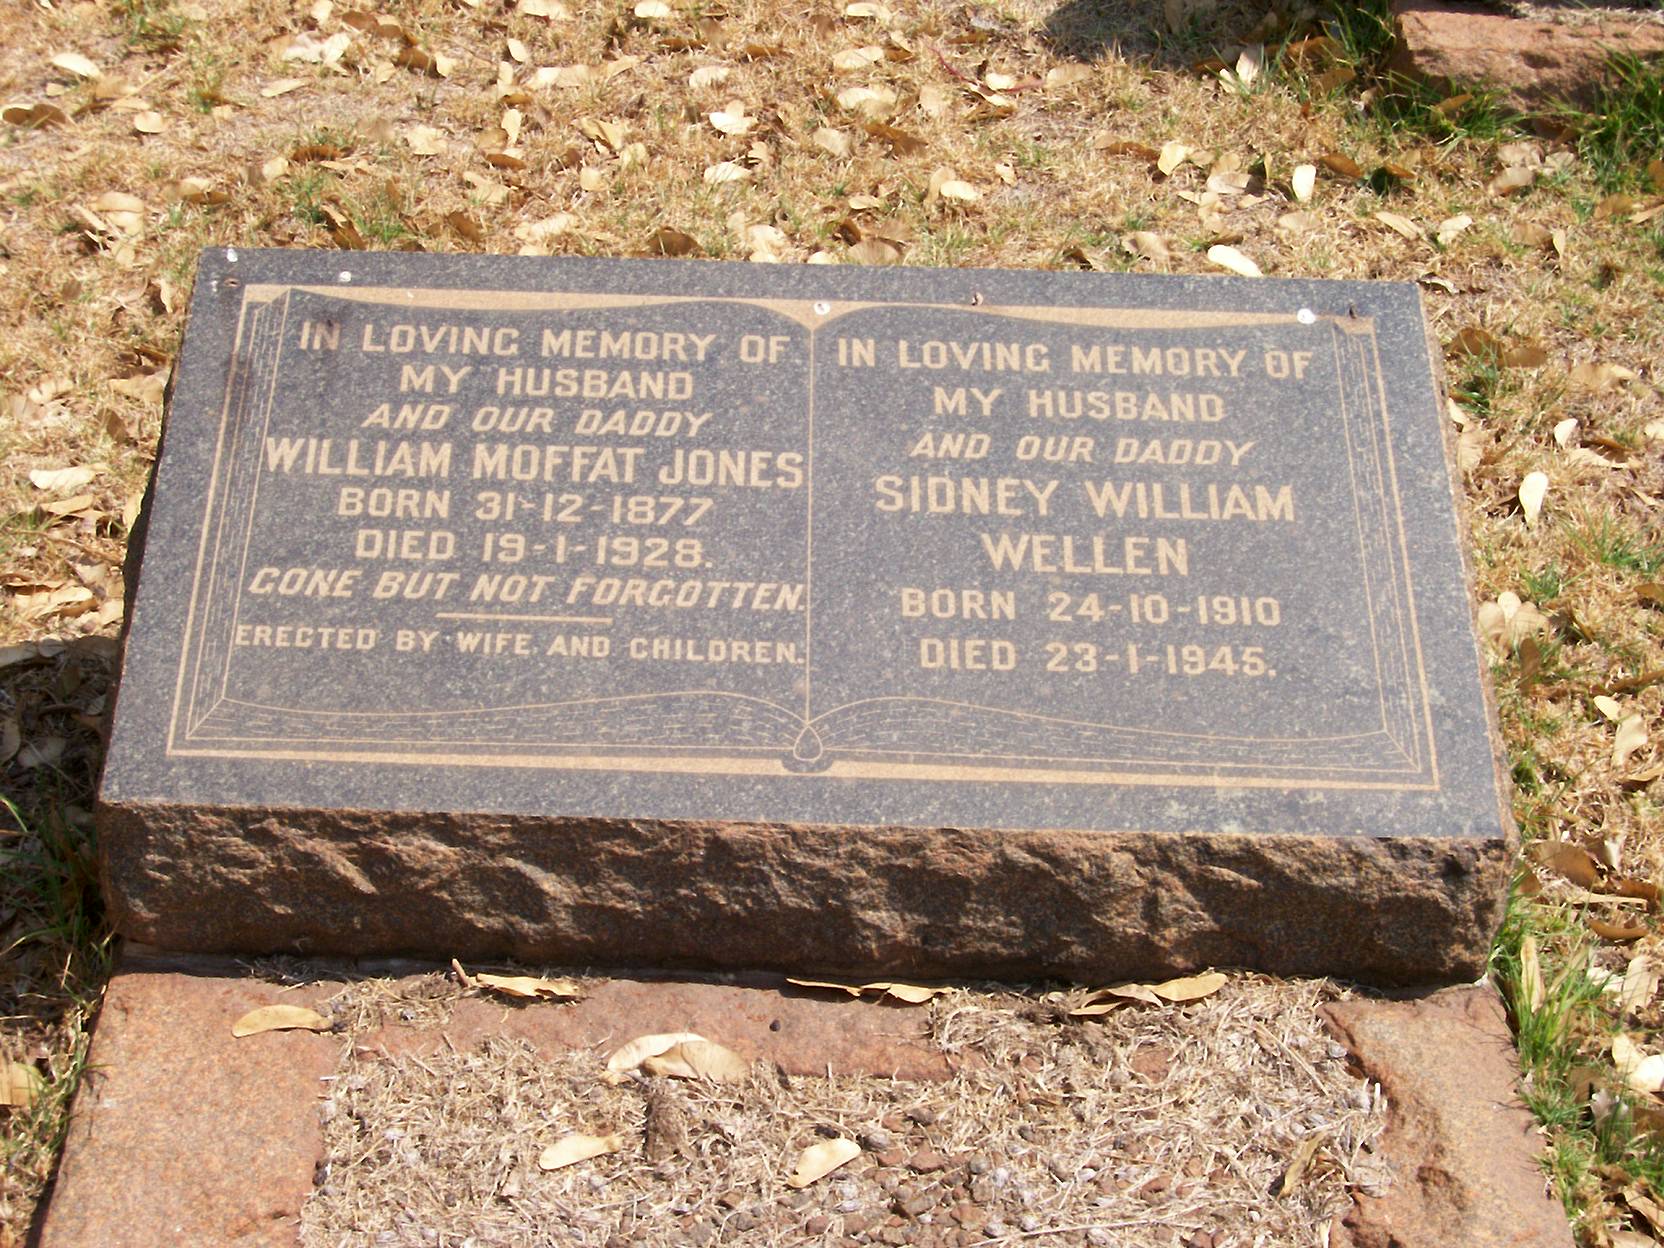 IN LOVING MEMORY OF
MY HUSBAND
AND OUR DADDY
WILLIAM MOFFAT JONES
BORN 31-12-1877
DIED 19-1-1928.
GONE BUT NOT FORGOTTEN.
ERECTED BY WIFE AND CHILDREN.
IN LOVING MEMORY OF
MY HUSBAND
AND OUR DADDY
SIDNEY WILLIAM
WELLEN
BORN 24-10-1910
DIED 23-1-1945.